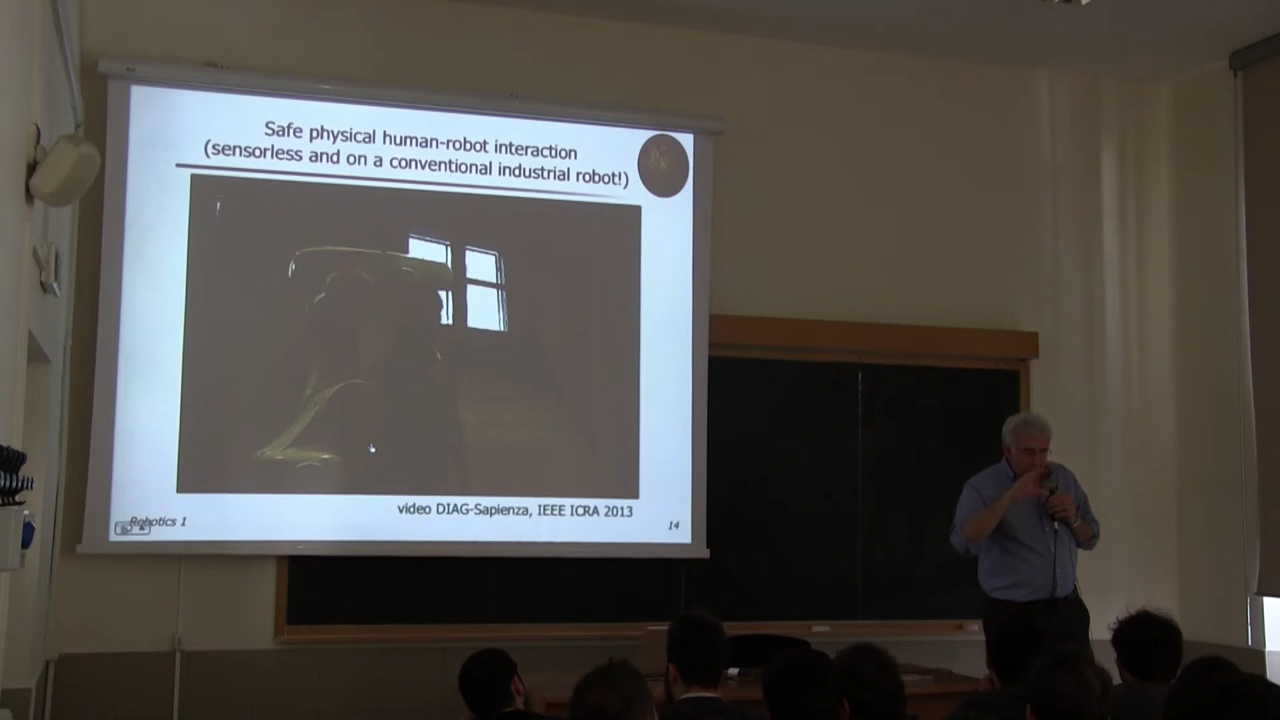 Safe physical human-robot interaction
(sensorless and on a conventional industrial robot!)
video DIAG-Sapienza, IEEE ICRA 2013
Robotics 1
14